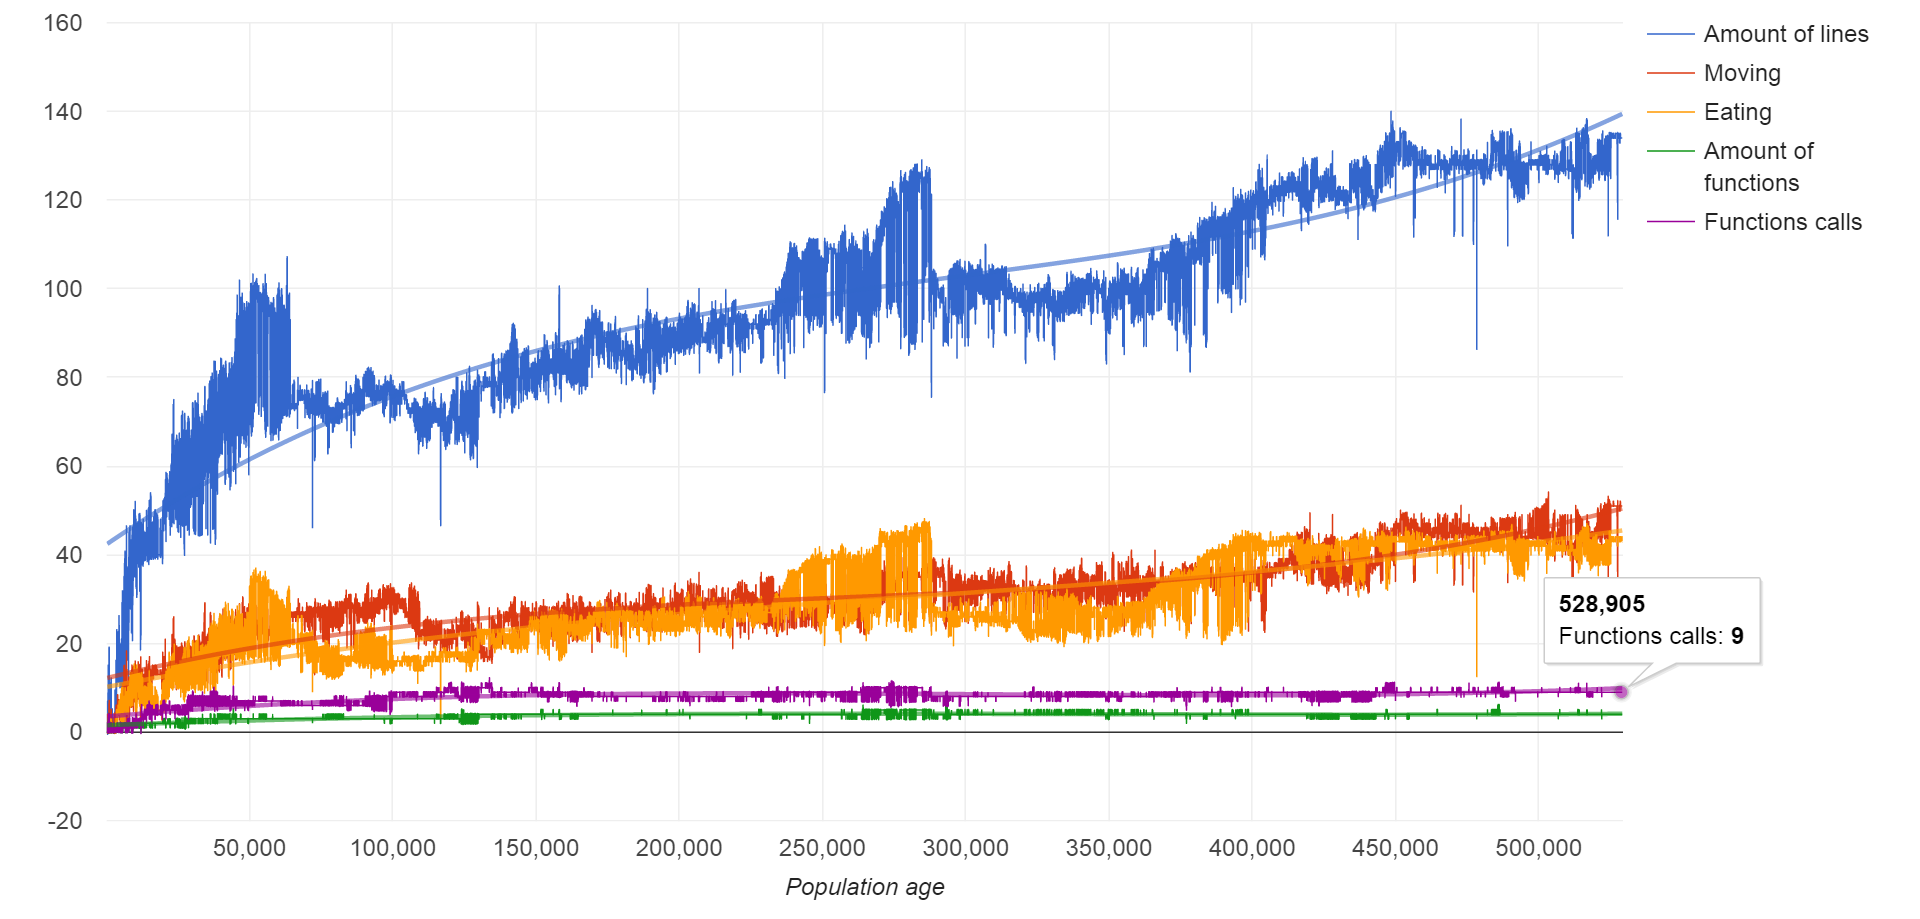 160
140
120
100
80
60
40
20
0
-20
50,000 100,000 150,000 200,000 250,000 300,000 350,000 400,000 450,000 500,000
Population age
Amount of lines
Moving
Eating
Amount of
functions
Functions calls
528,905
Functions calls: 9